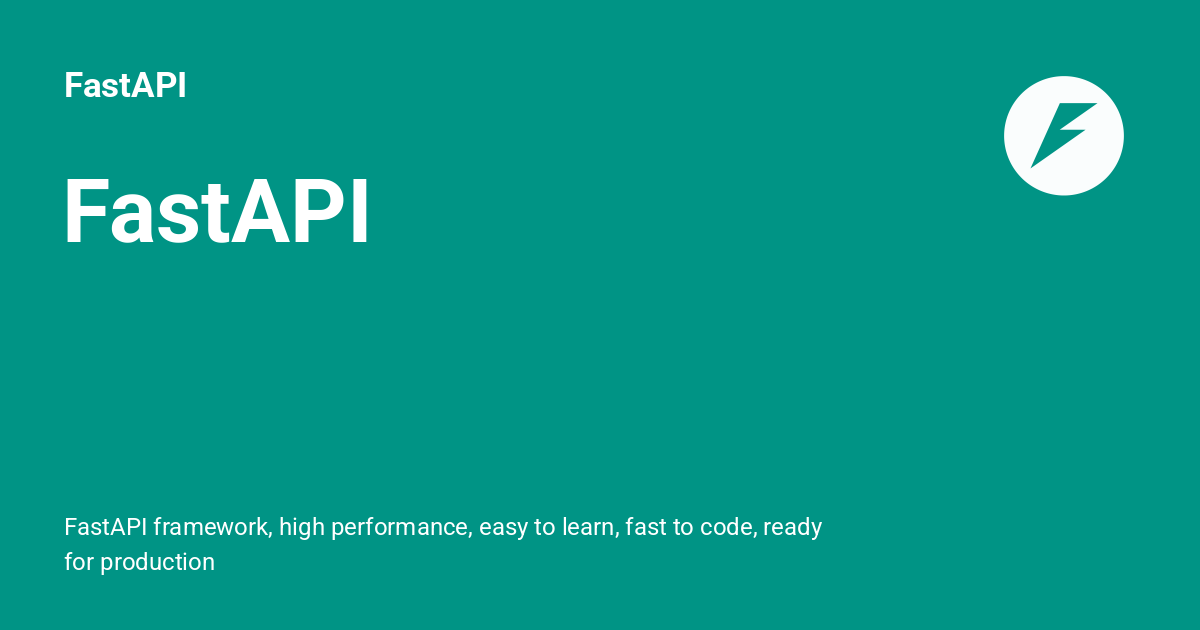 FastAPI
FastAPI
FastAPI framework, high performance, easy to learn, fast to code, ready
for production